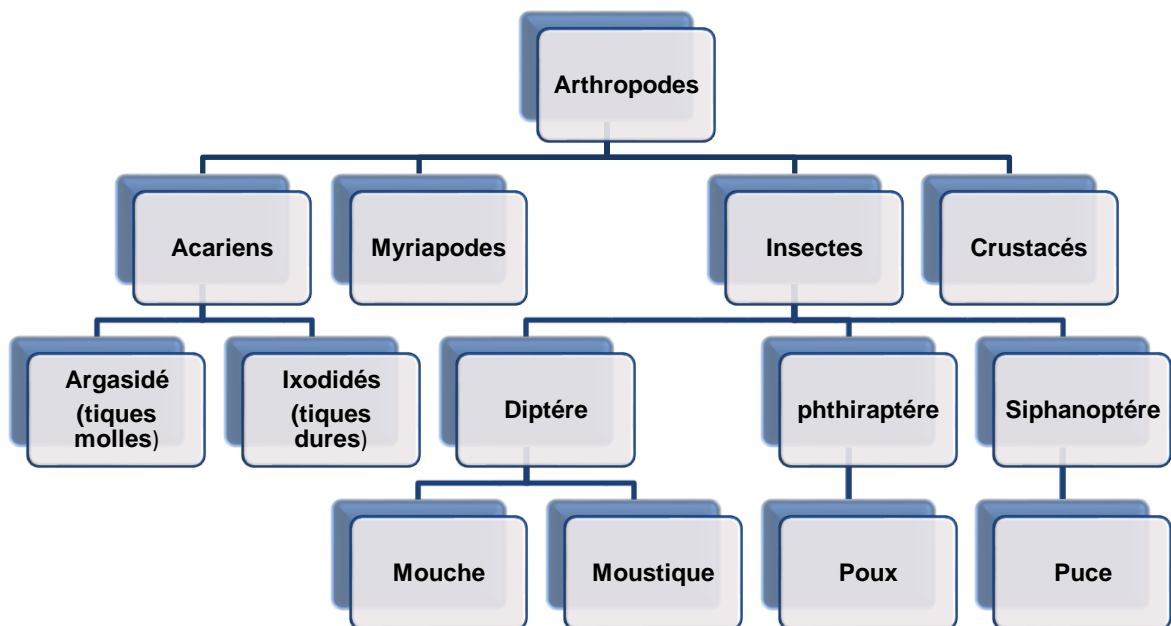 Arthropodes
Acariens
Myriapodes
Insectes
Crustacés
Argasidé
(tiques
molles)
Ixodidés
(tiques
dures)
Diptére
phthiraptére
Siphanoptére
Mouche
Moustique
Poux
Puce